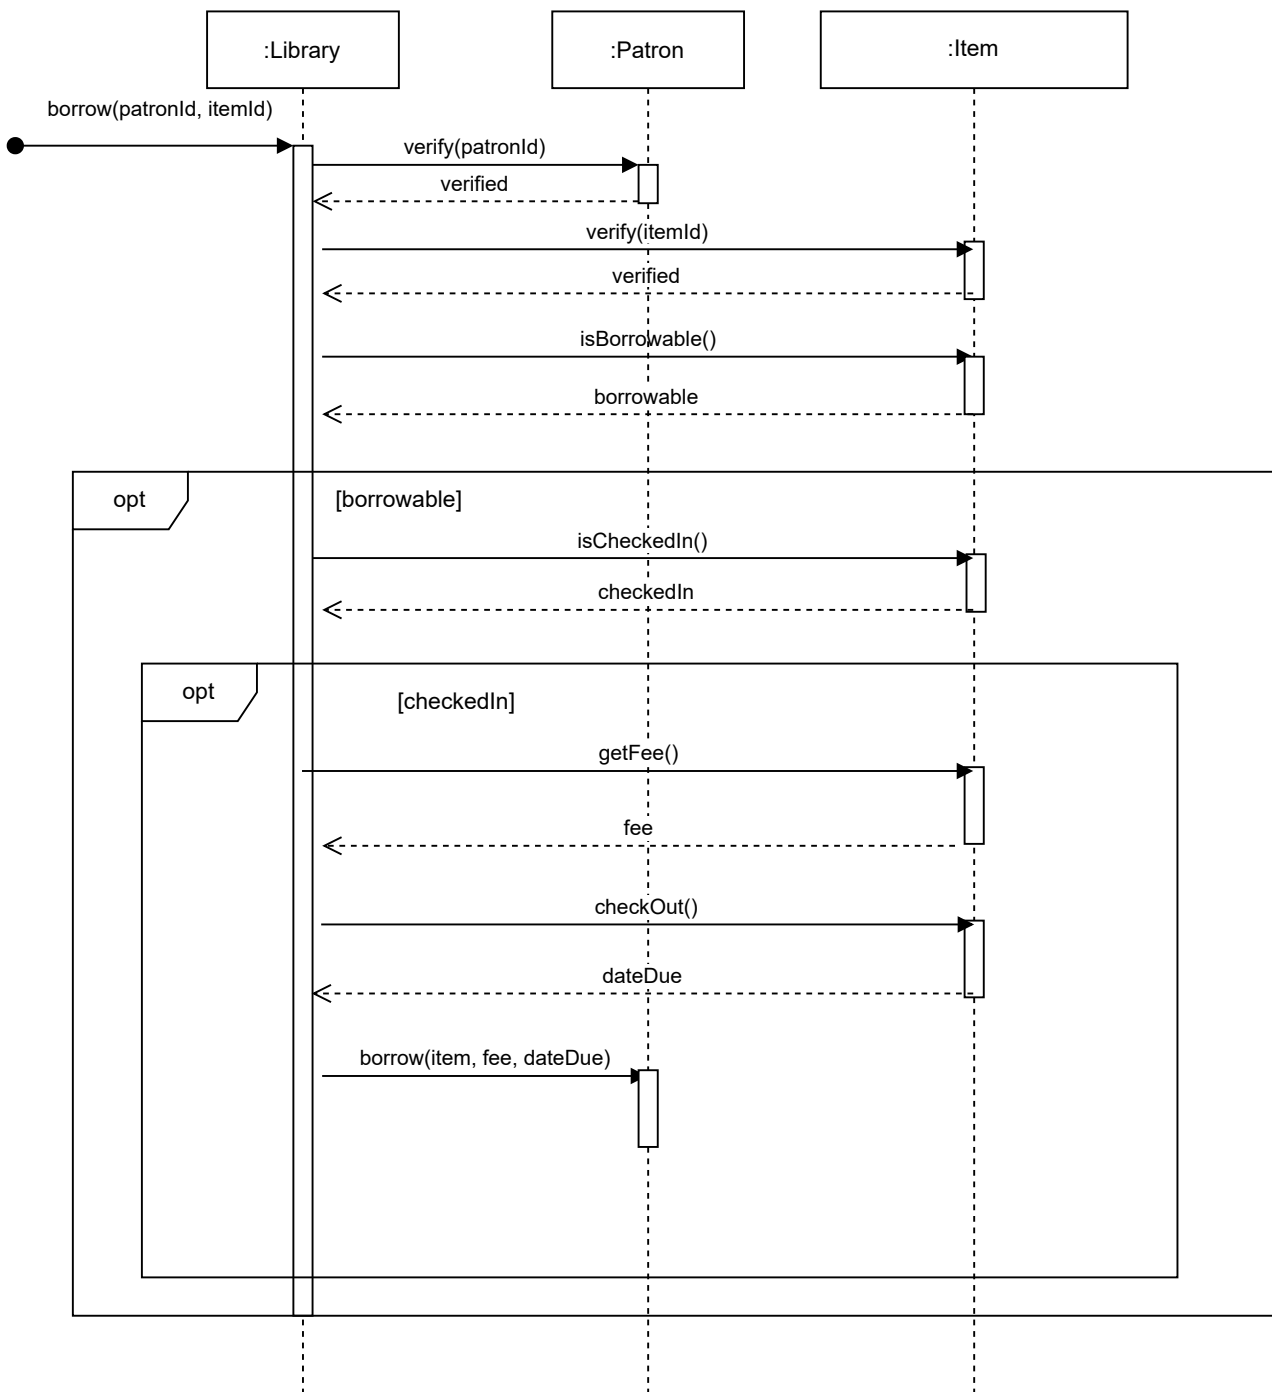 :Library
:Patron
:Item
borrow(patronId, itemId)
verify(patronId)
verified
verify(itemId)
verified
isBorrowable()
borrowable
opt
[borrowable]
isCheckedIn()
checkedIn
opt
[checkedIn]
getFee()
fee
checkOut()
dateDue
borrow(item, fee, dateDue)